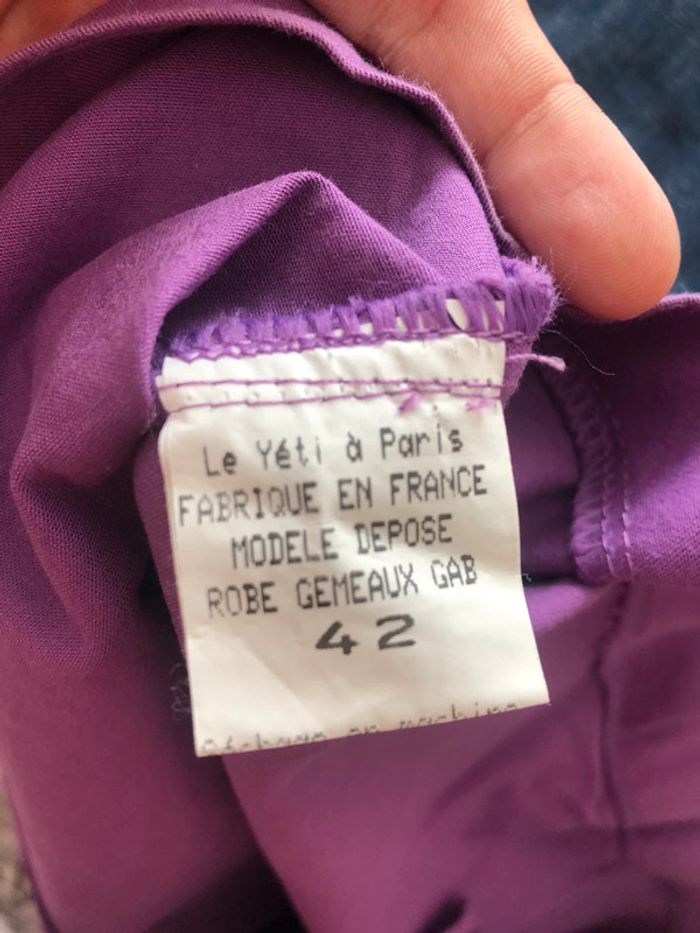 Le Yéti à Paris
FABRIQUE EN FRANCE
MODELE DEPOSE
ROBE GEMEAUX GAB
42